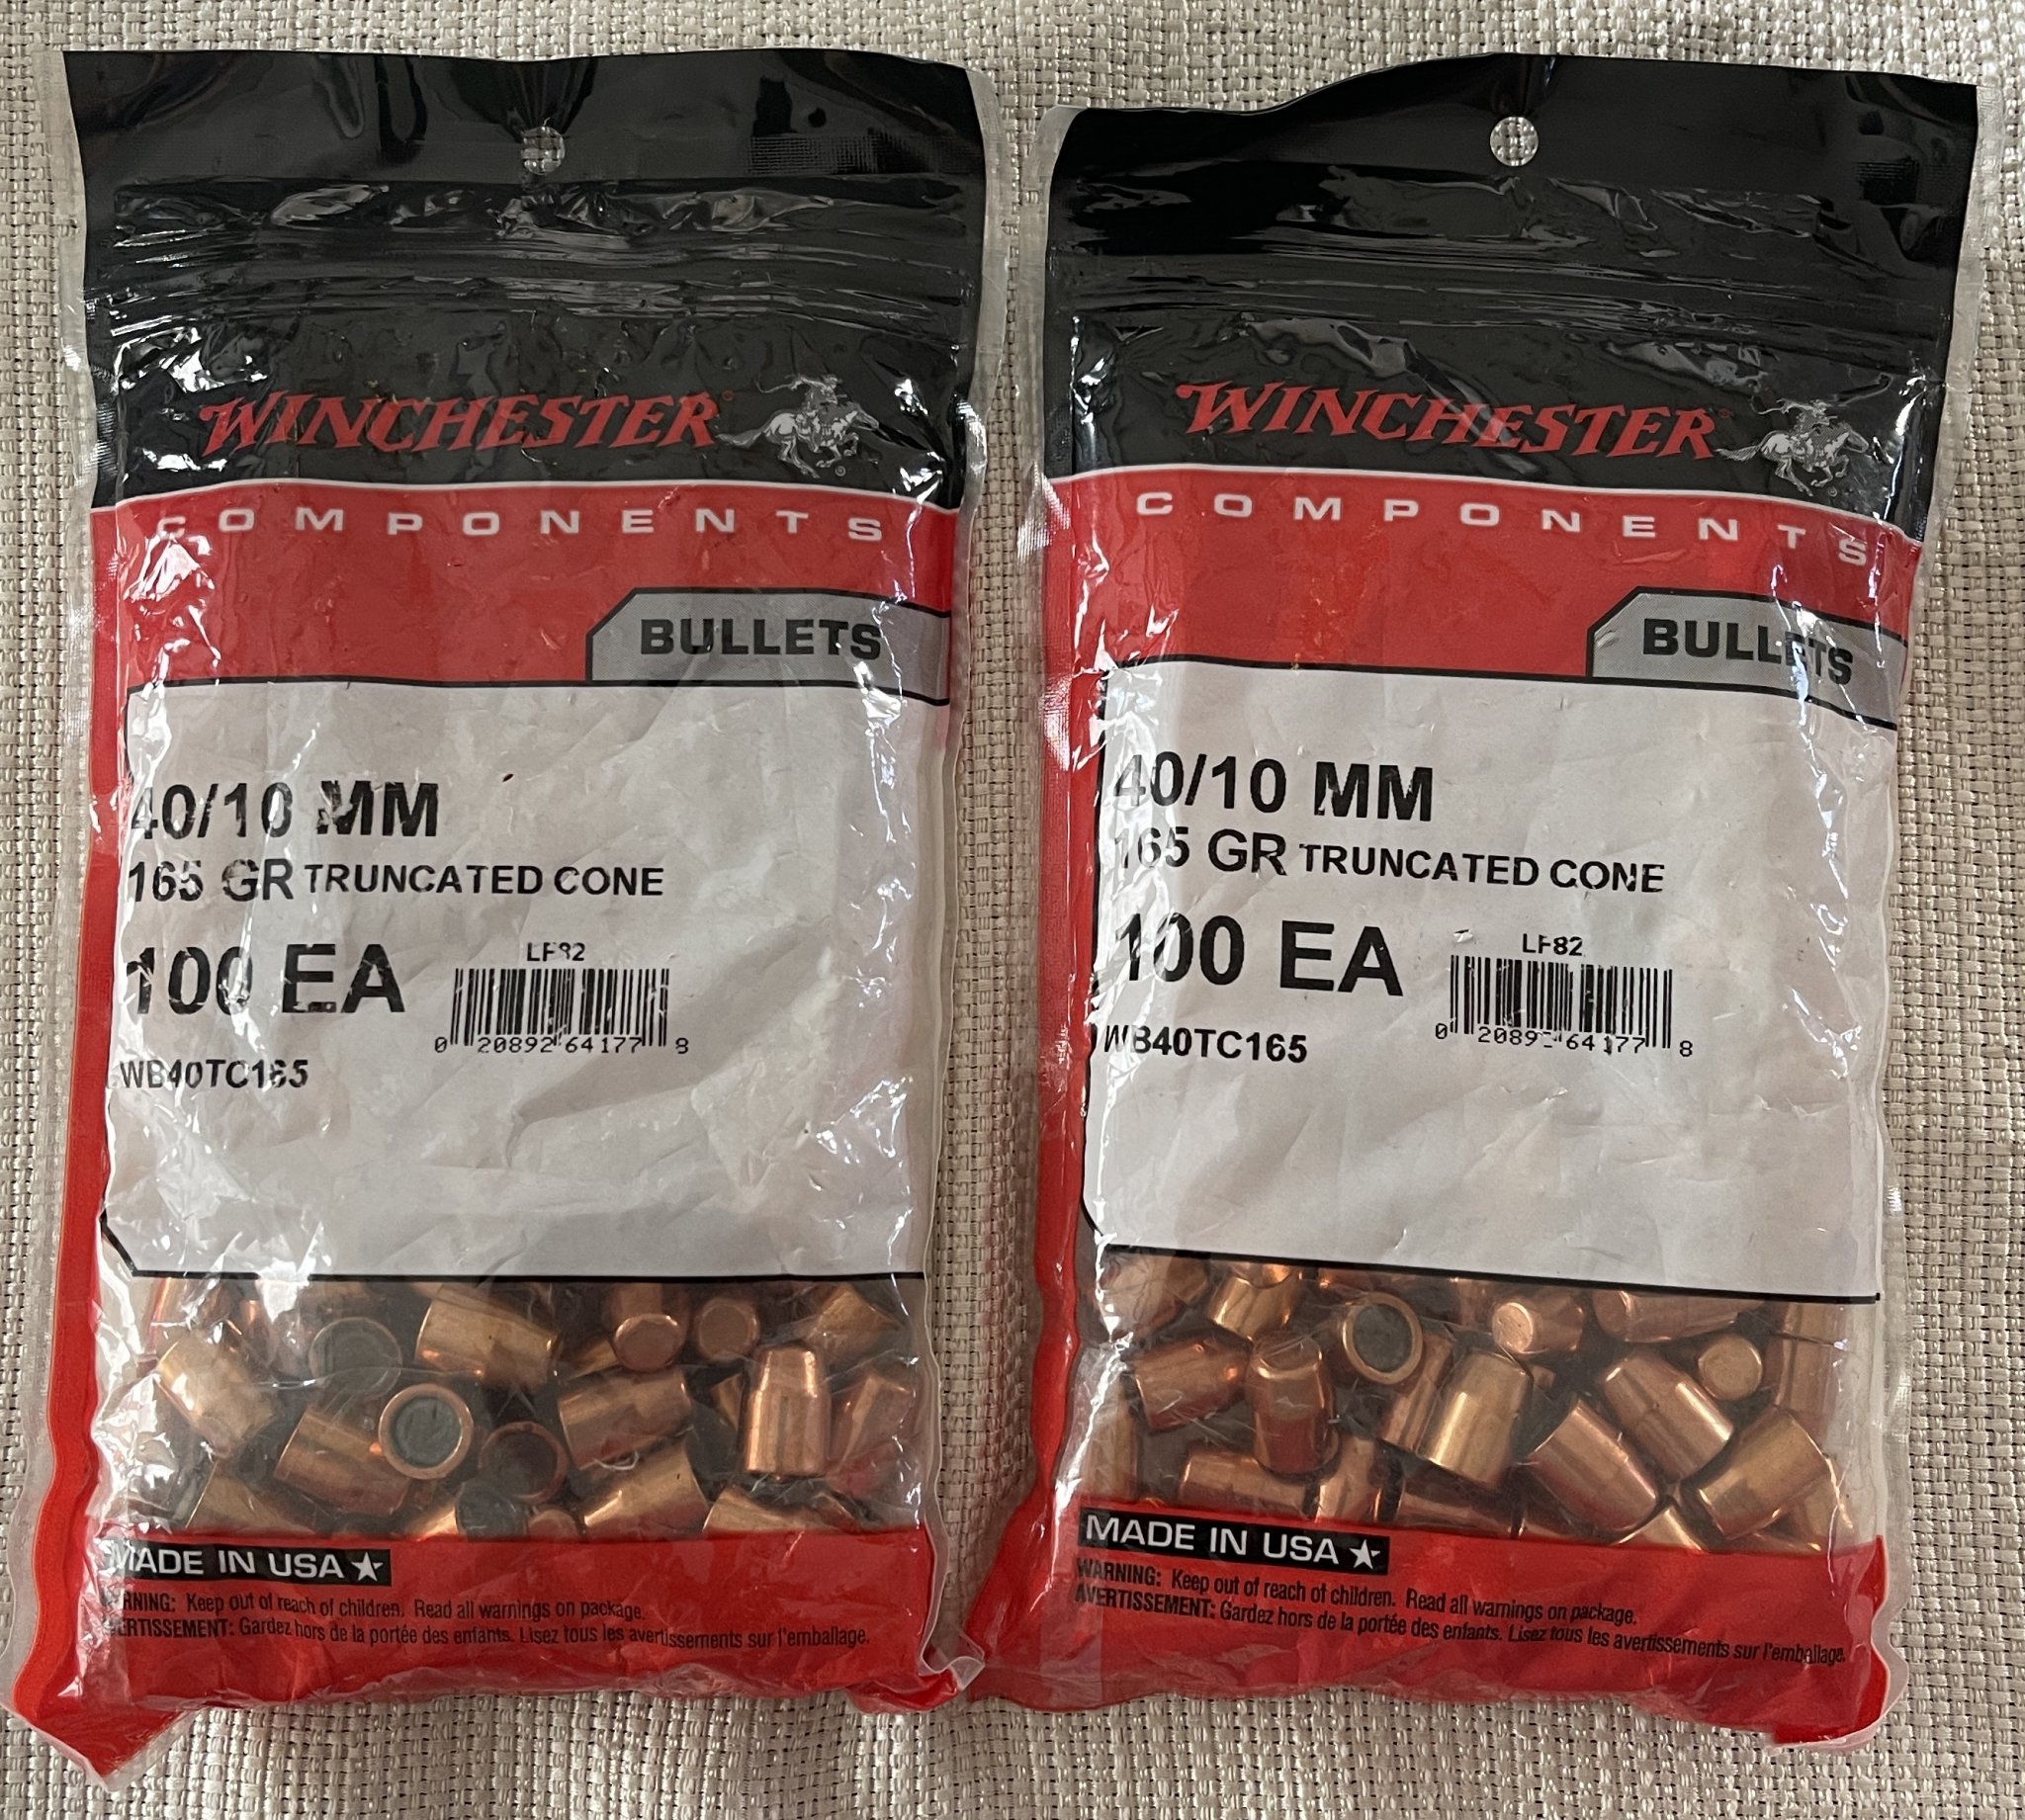 WINCHESTER
COMPONENTS
BULLETS
40/10 MM
165 GR TRUNCATED CONE
100 EA
LF82
0 20892 64177 8
WB40TC165
MADE IN USA
WARNING: Keep out of reach of children. Read all warnings on package.
AVERTISSEMENT: Gardez hors de la portée des enfants. Lisez tous les avertissements sur l'emballage.
WINCHESTER
COMPONENTS
BULLETS
40/10 MM
165 GR TRUNCATED CONE
100 EA
LF82
0 20892 64177 8
WB40TC165
MADE IN USA
WARNING: Keep out of reach of children. Read all warnings on package.
AVERTISSEMENT: Gardez hors de la portée des enfants. Lisez tous les avertissements sur l'emballage.